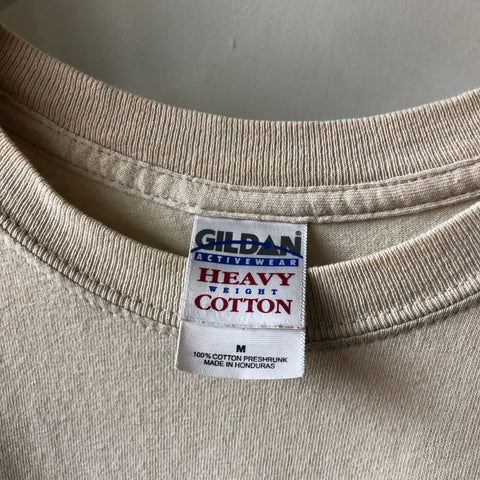 GILDAN®
ACTIVEWEAR
HEAVY
WEIGHT
COTTON
M
100% COTTON PRESHRUNK
MADE IN HONDURAS